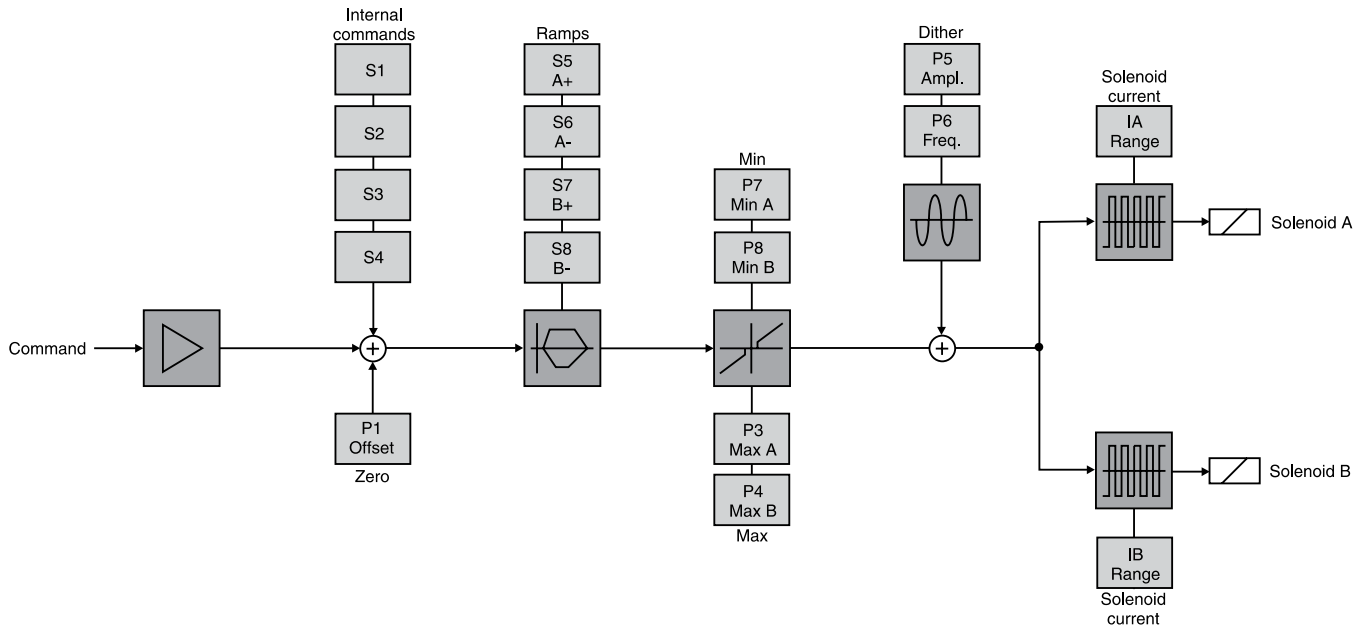 Internal
commands
S1
S2
S3
S4
Ramps
S5
A+
S6
A-
S7
B+
S8
B-
Min
P7
Min A
P8
Min B
Dither
P5
Ampl.
P6
Freq.
Solenoid
current
IA
Range
Solenoid A
Command
+
+
P1
Offset
Zero
P3
Max A
P4
Max B
Max
Solenoid B
IB
Range
Solenoid
current